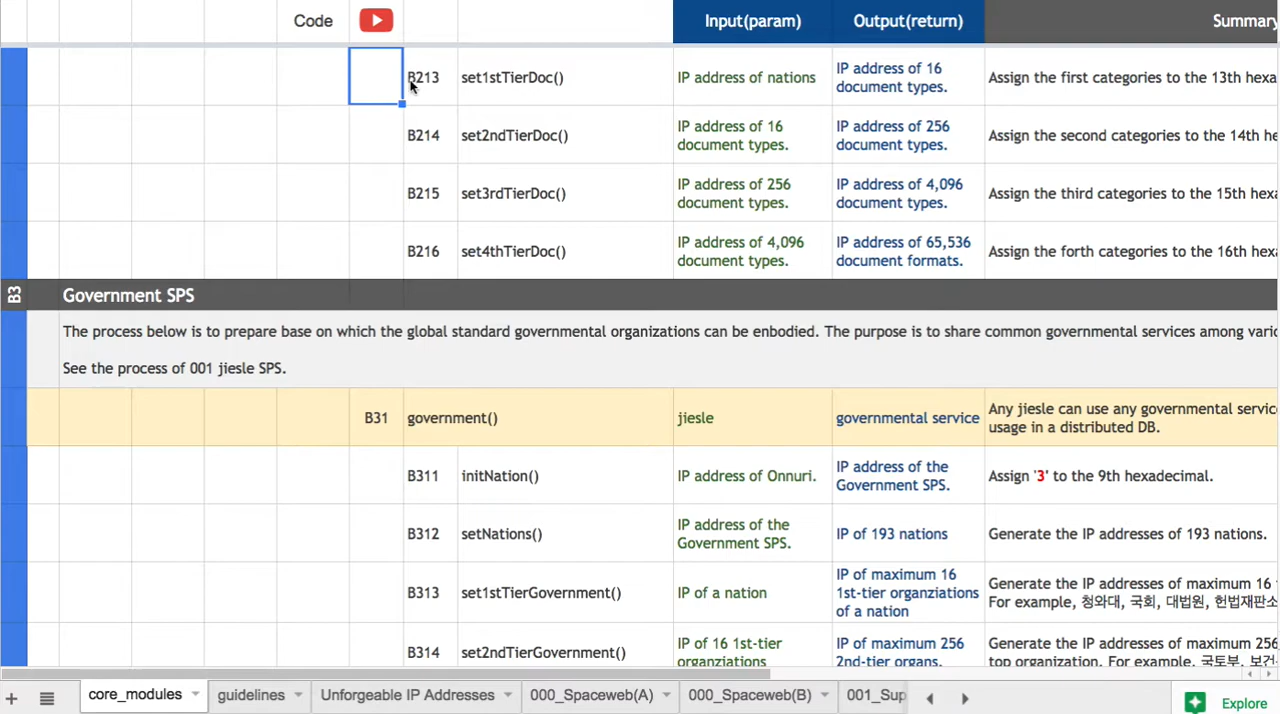 Code Input(param) Output(return) Summary
B213 set1stTierDoc() IP address of nations IP address of 16
document types. Assign the first categories to the 13th hexa
B214 set2ndTierDoc() IP address of 16
document types. IP address of 256
document types. Assign the second categories to the 14th he
B215 set3rdTierDoc() IP address of 256
document types. IP address of 4,096
document types. Assign the third categories to the 15th hexa
B216 set4thTierDoc() IP address of 4,096
document types. IP address of 65,536
document formats. Assign the forth categories to the 16th hexa
B3 Government SPS
The process below is to prepare base on which the global standard governmental organizations can be enbodied. The purpose is to share common governmental services among vario
See the process of 001 jiesle SPS.
B31 government() jiesle governmental service Any jiesle can use any governmental service
usage in a distributed DB.
B311 initNation() IP address of Onnuri. IP address of the
Government SPS. Assign '3' to the 9th hexadecimal.
B312 setNations() IP address of the
Government SPS. IP of 193 nations Generate the IP addresses of 193 nations.
B313 set1stTierGovernment() IP of a nation IP of maximum 16
1st-tier organziations
of a nation Generate the IP addresses of maximum 16
For example, 청와대, 국회, 대법원, 헌법재판소
B314 set2ndTierGovernment() IP of 16 1st-tier
organziations IP of maximum 256
2nd-tier organs. Generate the IP addresses of maximum 256
top organization. For example, 국토부, 보건
core_modules guidelines Unforgeable IP Addresses 000_Spaceweb(A) 000_Spaceweb(B) 001_Sup Explore